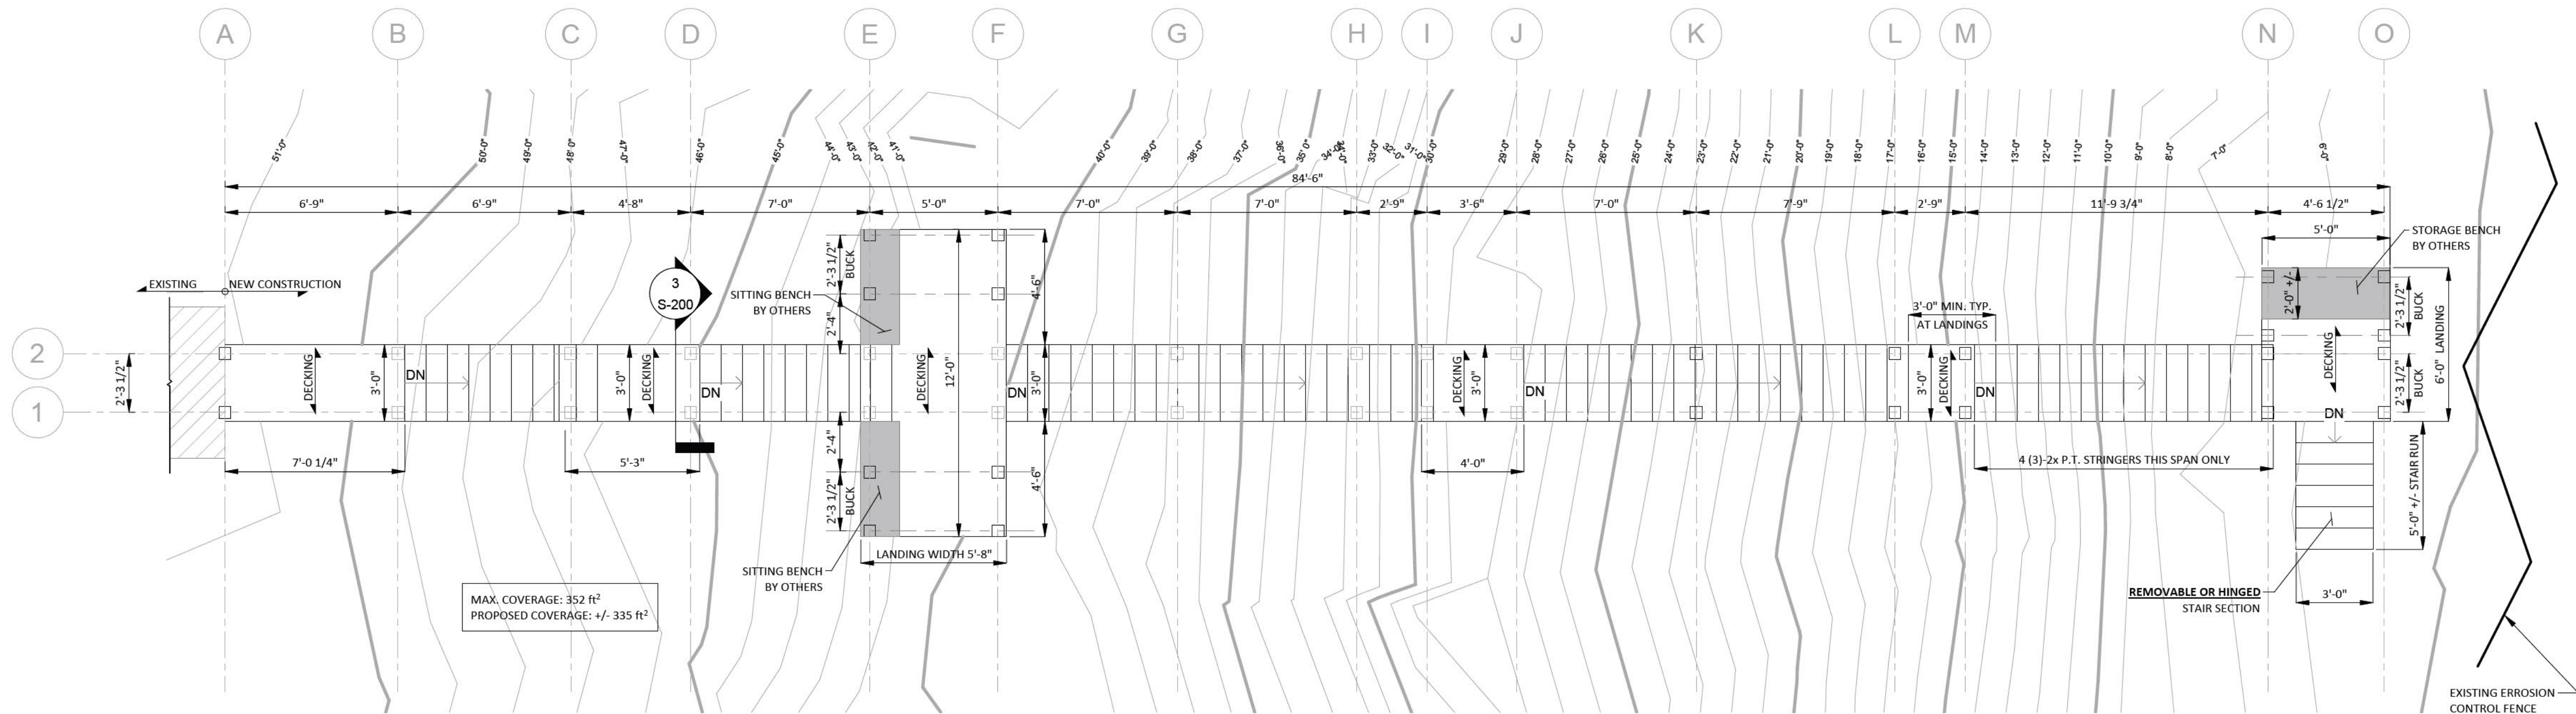 A
B
C
D
E
F
G
H
I
J
K
L
M
N
O
51'-0"
50'-0"
49'-0"
48'-0"
47'-0"
46'-0"
45'-0"
44'-0"
43'-0"
42'-0"
41'-0"
40'-0"
39'-0"
38'-0"
37'-0"
36'-0"
35'-0"
34'-0"
34'-0"
33'-0"
32'-0"
31'-0"
30'-0"
29'-0"
28'-0"
27'-0"
26'-0"
25'-0"
24'-0"
23'-0"
22'-0"
21'-0"
20'-0"
19'-0"
18'-0"
17'-0"
16'-0"
15'-0"
14'-0"
13'-0"
12'-0"
11'-0"
10'-0"
9'-0"
8'-0"
7'-0"
6'-0"
84'-6"
6'-9"
6'-9"
4'-8"
7'-0"
5'-0"
7'-0"
7'-0"
2'-9"
3'-6"
7'-0"
7'-9"
2'-9"
11'-9 3/4"
4'-6 1/2"
5'-0"
STORAGE BENCH
BY OTHERS
EXISTING
NEW CONSTRUCTION
3
S-200
SITTING BENCH
BY OTHERS
2'-3 1/2"
BUCK
2'-4"
4'-6"
12'-0"
3'-0" MIN. TYP.
AT LANDINGS
2'-0" +/-
2'-3 1/2"
BUCK
6'-0" LANDING
2
1
2'-3 1/2"
DECKING
3'-0"
DN
DECKING
3'-0"
DN
DECKING
DN
3'-0"
DECKING
3'-0"
DN
3'-0"
DECKING
DN
DECKING
2'-3 1/2"
BUCK
DN
7'-0 1/4"
5'-3"
2'-4"
2'-3 1/2"
BUCK
4'-6"
4'-0"
4 (3)-2x P.T. STRINGERS THIS SPAN ONLY
5'-0" +/- STAIR RUN
LANDING WIDTH 5'-8"
SITTING BENCH
BY OTHERS
MAX. COVERAGE: 352 ft²
PROPOSED COVERAGE: +/- 335 ft²
REMOVABLE OR HINGED
STAIR SECTION
3'-0"
EXISTING ERROSION
CONTROL FENCE